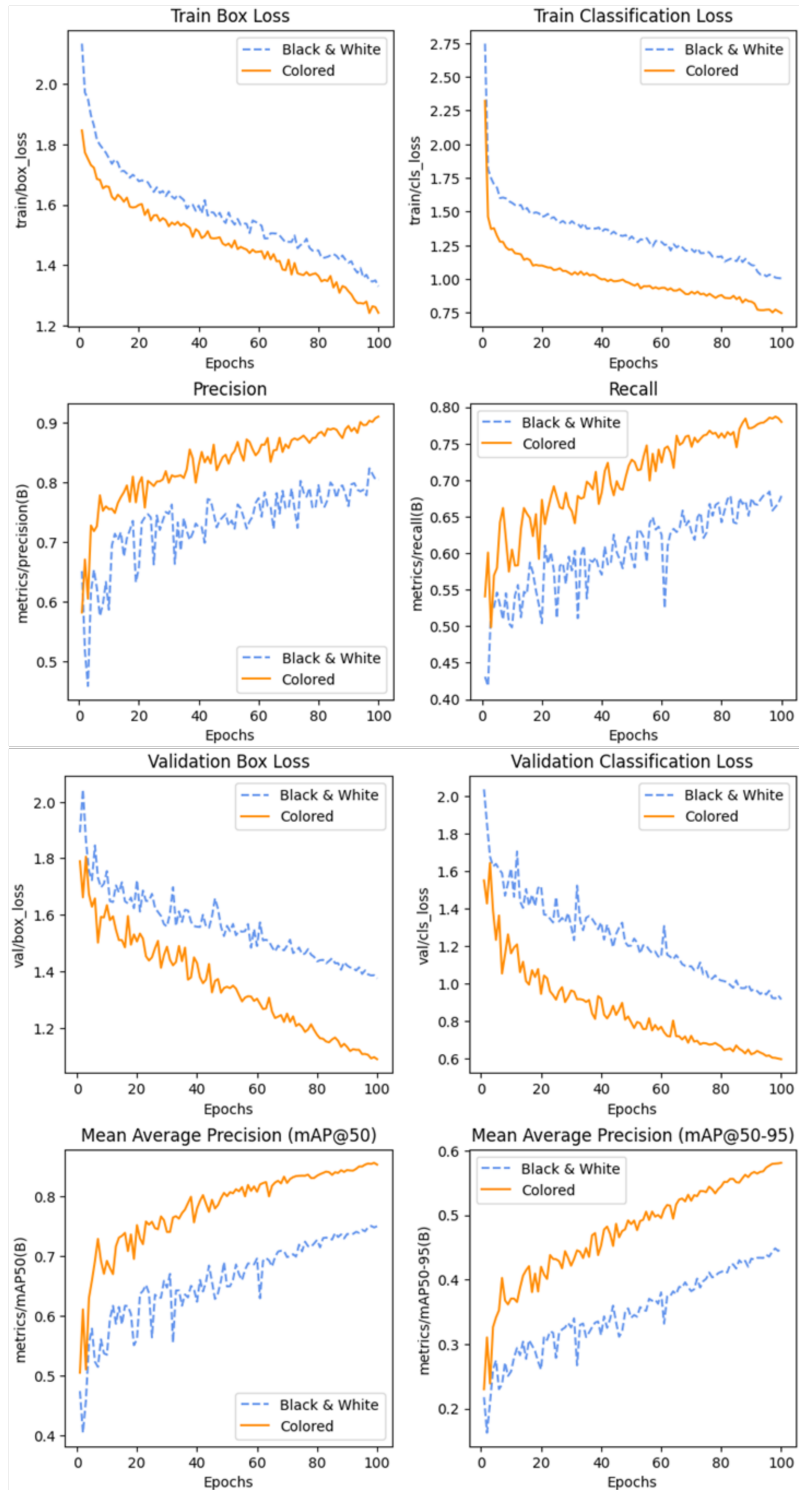 Train Box Loss
train/box_loss
2.0
1.8
1.6
1.4
1.2
Black & White
Colored
0 20 40 60 80 100
Epochs
Train Classification Loss
train/cls_loss
2.75
2.50
2.25
2.00
1.75
1.50
1.25
1.00
0.75
Black & White
Colored
0 20 40 60 80 100
Epochs
Precision
metrics/precision(B)
0.9
0.8
0.7
0.6
0.5
Black & White
Colored
0 20 40 60 80 100
Epochs
Recall
metrics/recall(B)
0.80
0.75
0.70
0.65
0.60
0.55
0.50
0.45
0.40
Black & White
Colored
0 20 40 60 80 100
Epochs
Validation Box Loss
val/box_loss
2.0
1.8
1.6
1.4
1.2
Black & White
Colored
0 20 40 60 80 100
Epochs
Validation Classification Loss
val/cls_loss
2.0
1.8
1.6
1.4
1.2
1.0
0.8
0.6
Black & White
Colored
0 20 40 60 80 100
Epochs
Mean Average Precision (mAP@50)
metrics/mAP50(B)
0.8
0.7
0.6
0.5
0.4
Black & White
Colored
0 20 40 60 80 100
Epochs
Mean Average Precision (mAP@50-95)
metrics/mAP50-95(B)
0.6
0.5
0.4
0.3
0.2
Black & White
Colored
0 20 40 60 80 100
Epochs